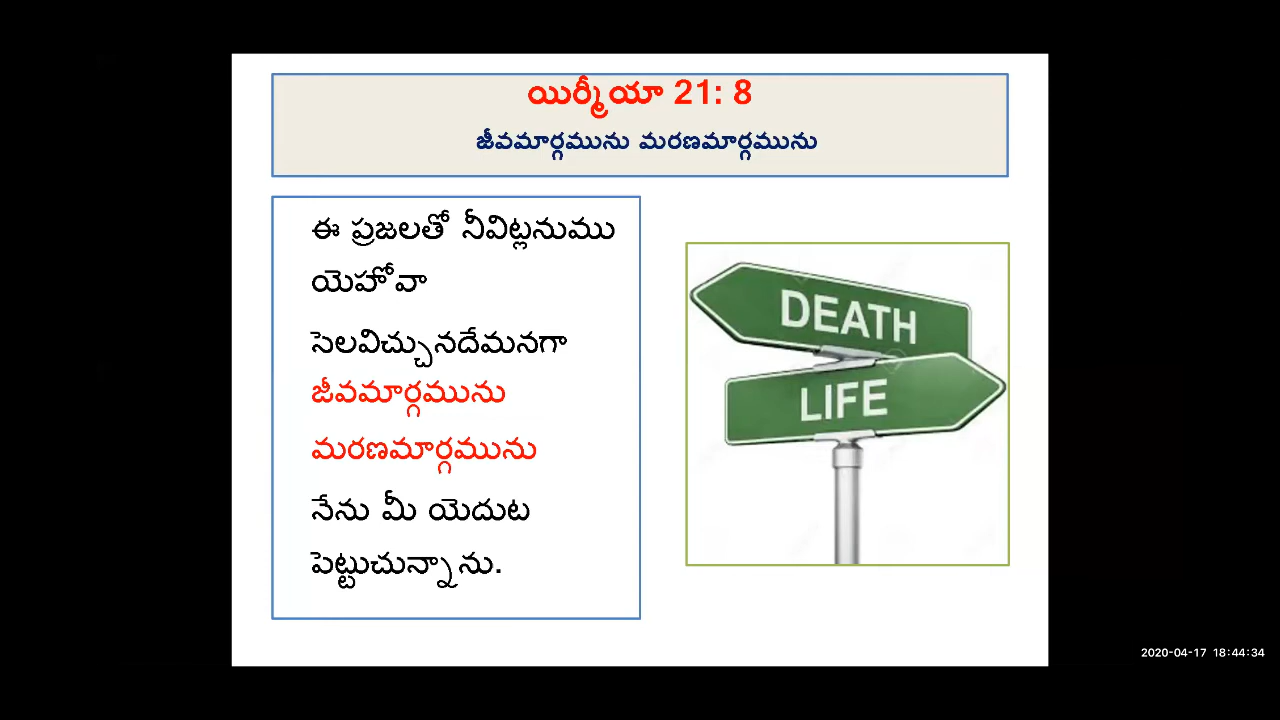 యిర్మీయా 21: 8
జీవమార్గమును మరణమార్గమును
ఈ ప్రజలతో నీవిట్లనుము
యెహోవా
సెలవిచ్చునదేమనగా
జీవమార్గమును
మరణమార్గమును
నేను మీ యెదుట
పెట్టుచున్నాను.
DEATH
LIFE
2020-04-17 18:44:34